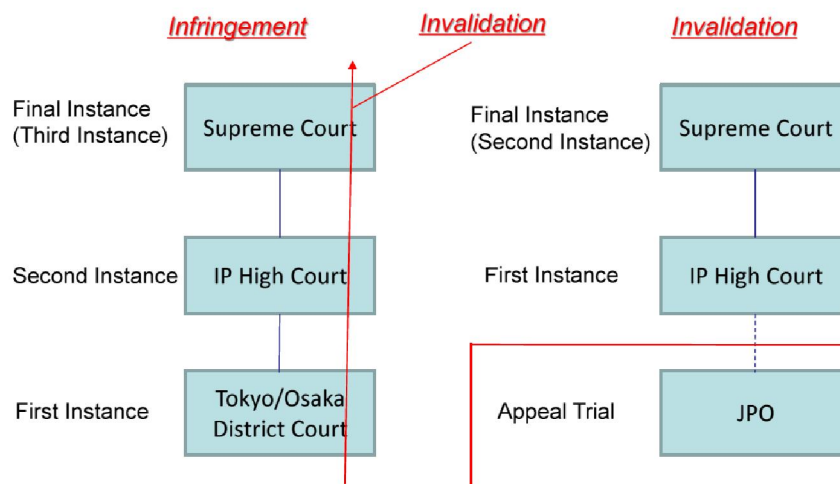 Infringement
Invalidation
Invalidation
Final Instance
(Third Instance)
Supreme Court
Final Instance
(Second Instance)
Supreme Court
Second Instance
IP High Court
First Instance
IP High Court
First Instance
Tokyo/Osaka
District Court
Appeal Trial
JPO